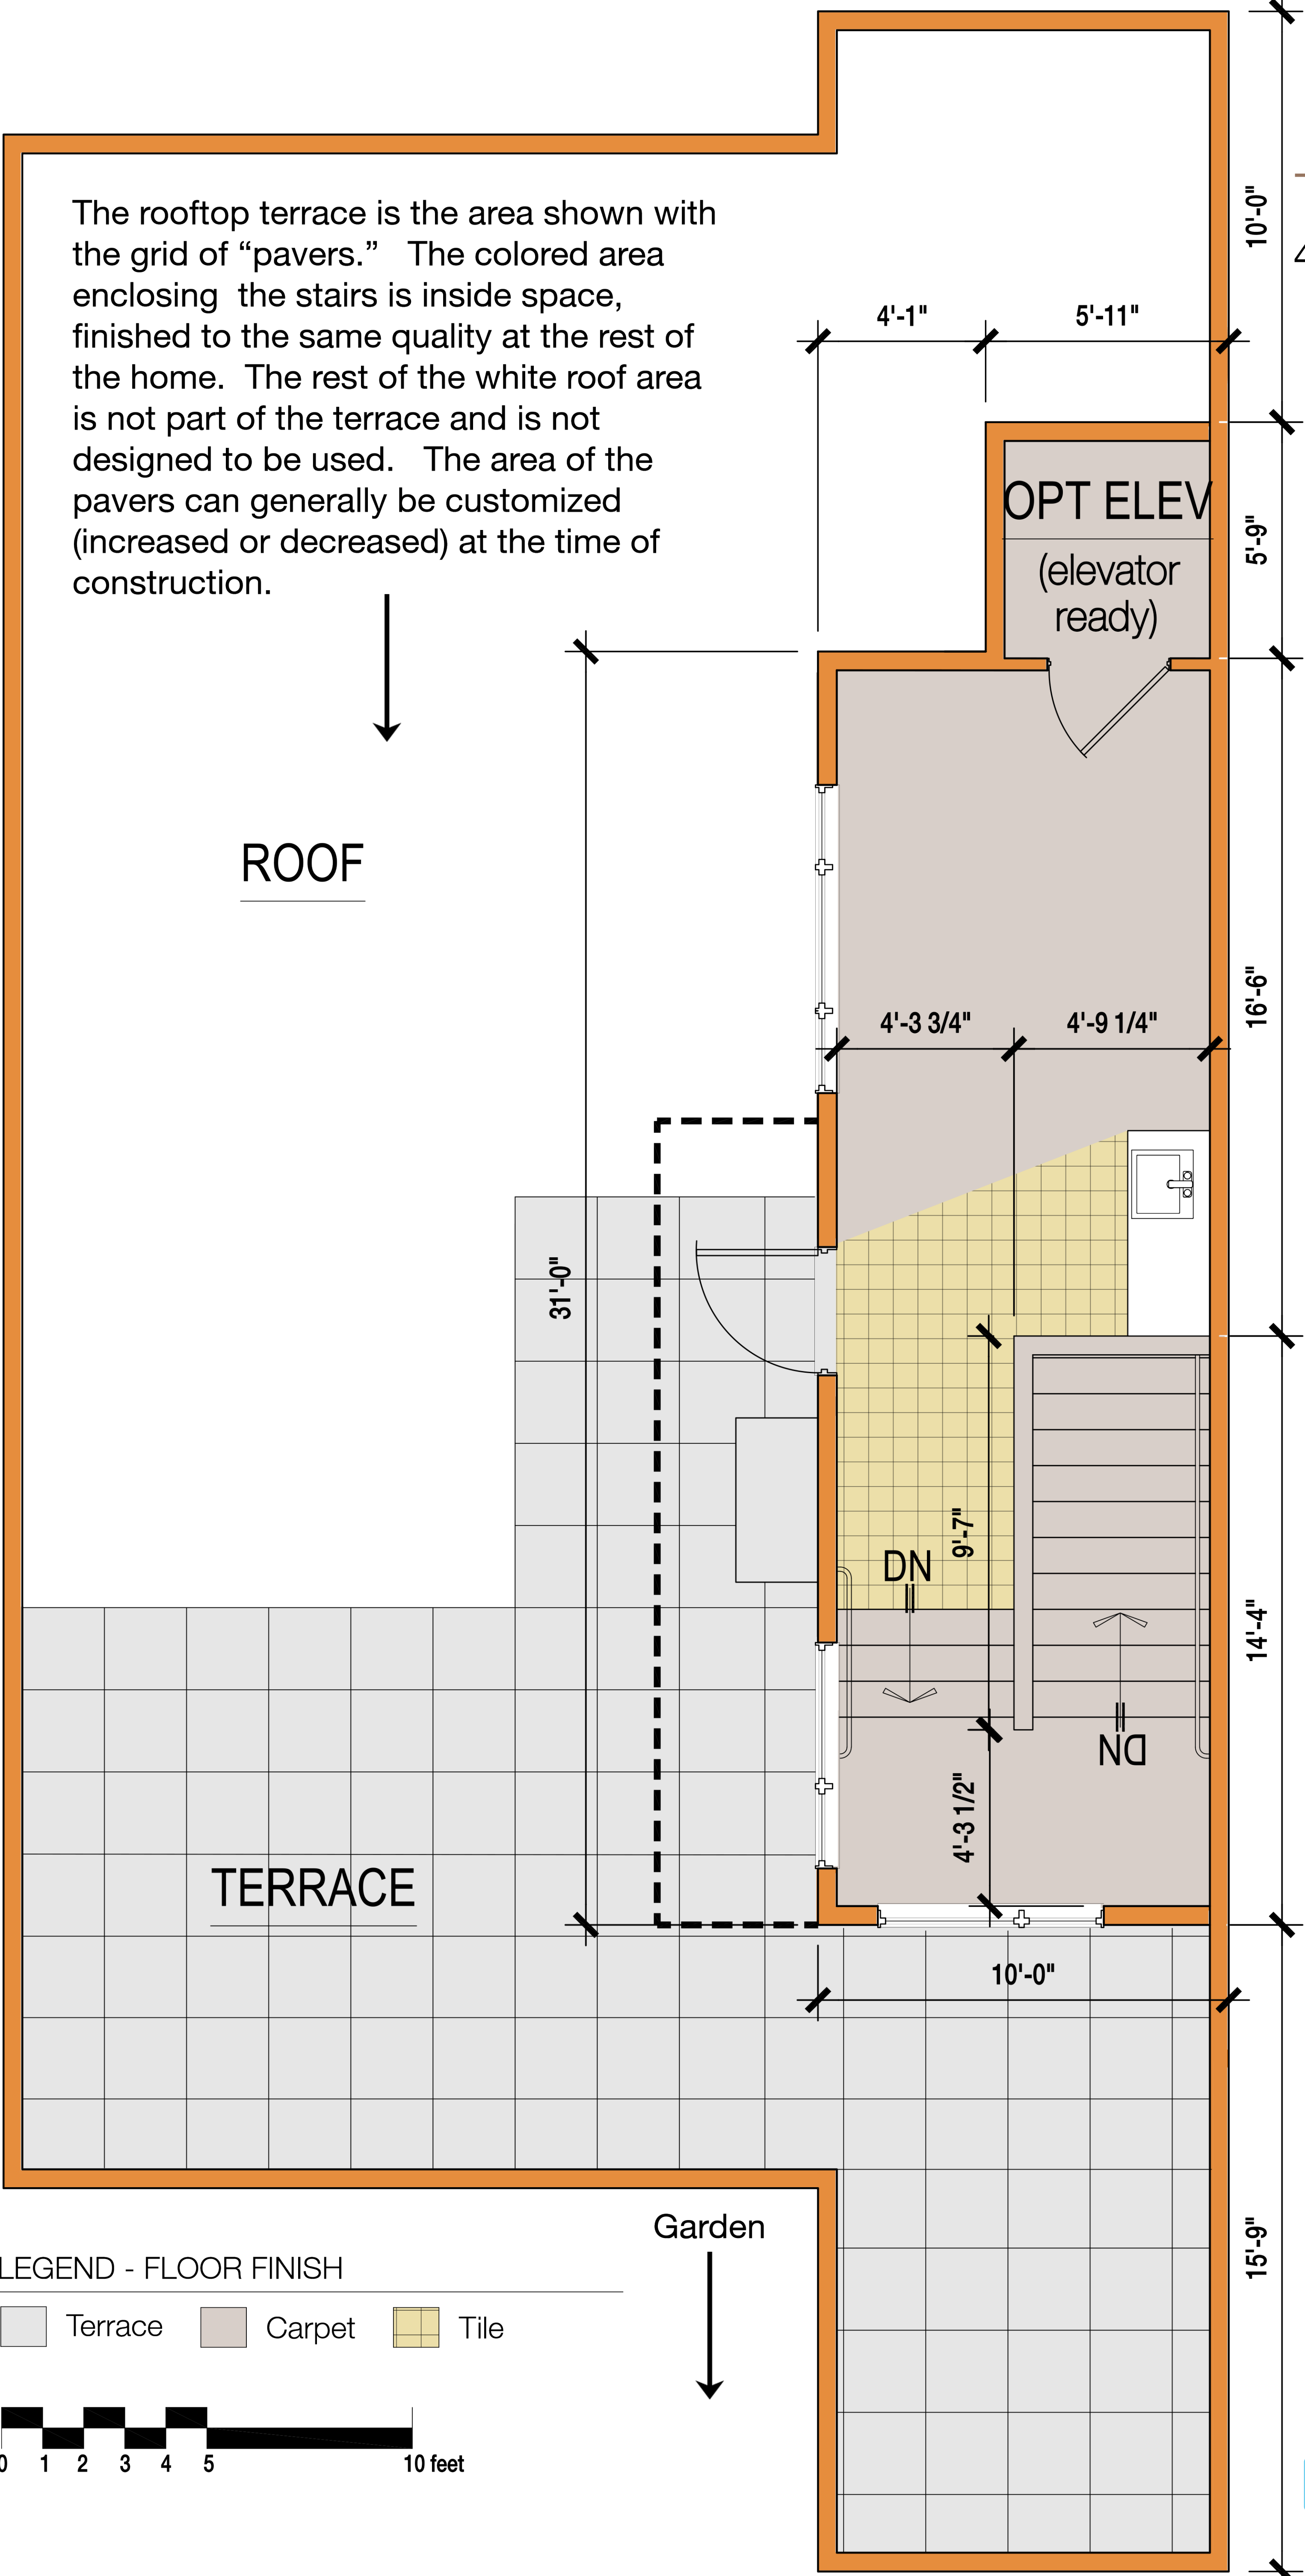 The rooftop terrace is the area shown with
the grid of “pavers.”   The colored area
enclosing  the stairs is inside space,
finished to the same quality at the rest of
the home.  The rest of the white roof area
is not part of the terrace and is not
designed to be used.   The area of the
pavers can generally be customized
(increased or decreased) at the time of
construction.
10'-0"
4'-1"
5'-11"
OPT ELEV
(elevator
ready)
5'-9"
ROOF
4'-3 3/4"
4'-9 1/4"
16'-6"
31'-0"
9'-7"
DN
DN
14'-4"
4'-3 1/2"
TERRACE
10'-0"
Garden
15'-9"
LEGEND - FLOOR FINISH
Terrace
Carpet
Tile
0 1 2 3 4 5 10 feet